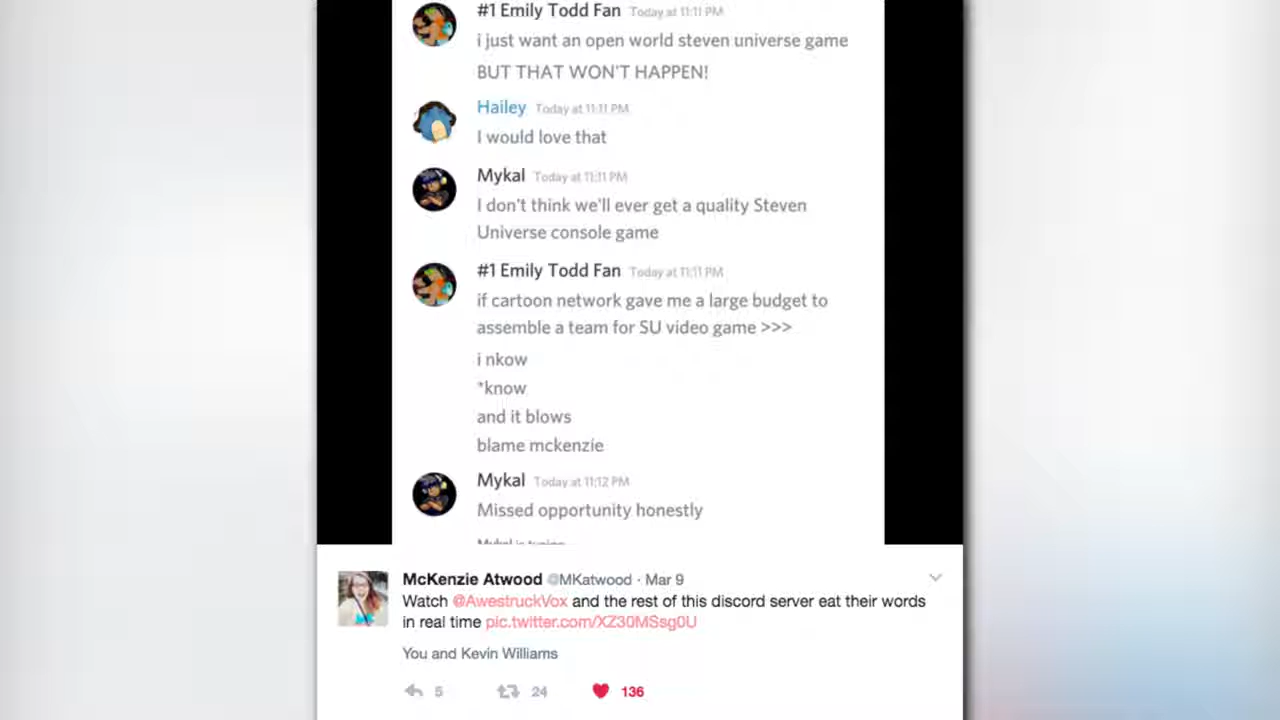 #1 Emily Todd Fan Today at 11:11 PM
i just want an open world steven universe game
BUT THAT WON'T HAPPEN!
Hailey Today at 11:11 PM
I would love that
Mykal Today at 11:11 PM
I don't think we'll ever get a quality Steven
Universe console game
#1 Emily Todd Fan Today at 11:11 PM
if cartoon network gave me a large budget to
assemble a team for SU video game >>>
i nkow
*know
and it blows
blame mckenzie
Mykal Today at 11:12 PM
Missed opportunity honestly
Mykal is typing
McKenzie Atwood @MKatwood · Mar 9
Watch @AwestruckVox and the rest of this discord server eat their words
in real time pic.twitter.com/XZ30MSsg0U
You and Kevin Williams
5 24 136